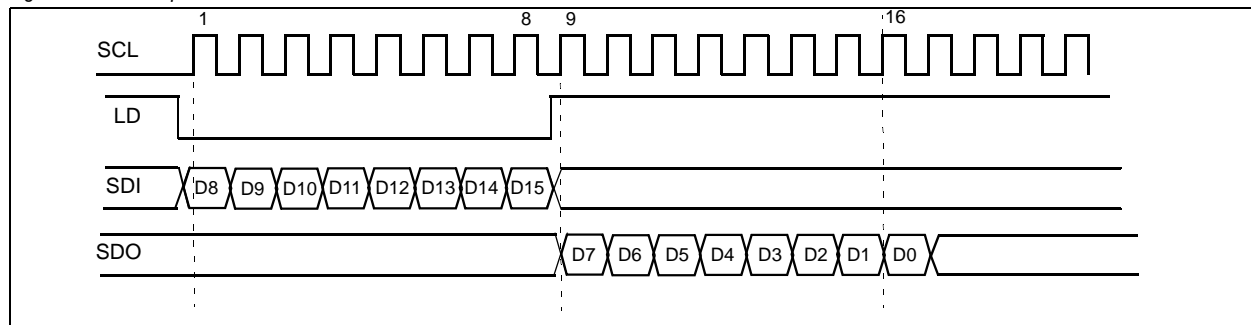 1 8 9 16
SCL
LD
SDI D8 D9 D10 D11 D12 D13 D14 D15
SDO D7 D6 D5 D4 D3 D2 D1 D0